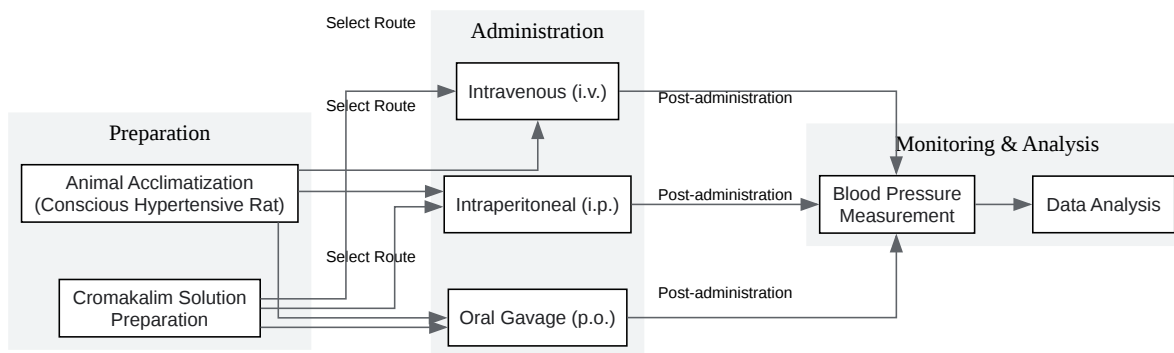 Preparation
Animal Acclimatization
(Conscious Hypertensive Rat)
Cromakalim Solution
Preparation
Select Route
Select Route
Select Route
Administration
Intravenous (i.v.)
Intraperitoneal (i.p.)
Oral Gavage (p.o.)
Post-administration
Post-administration
Post-administration
Monitoring & Analysis
Blood Pressure
Measurement
Data Analysis